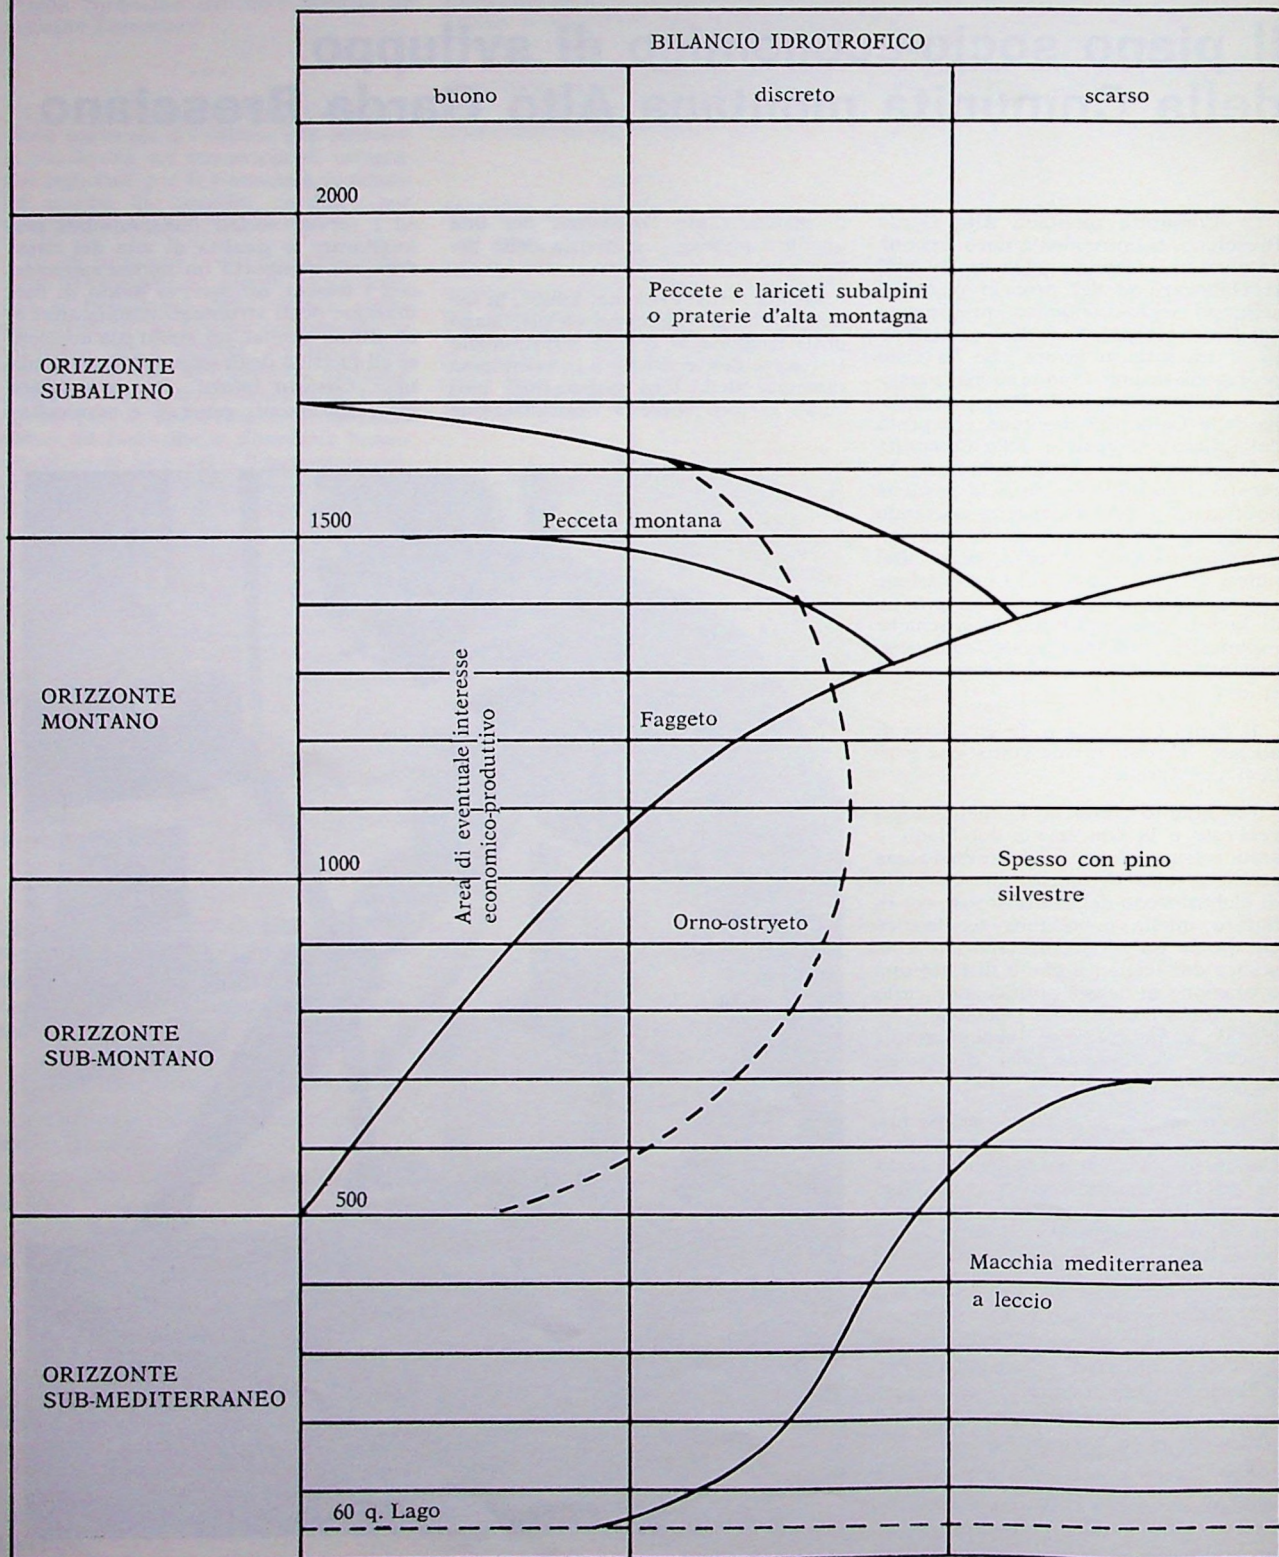 BILANCIO IDROTROFICO
buono
discreto
scarso
2000
Peccete e lariceti subalpini
o praterie d'alta montagna
ORIZZONTE
SUBALPINO
1500
Pecceta montana
ORIZZONTE
MONTANO
Area di eventuale interesse
economico-produttivo
Faggeto
1000
Spesso con pino
silvestre
Orno-ostryeto
ORIZZONTE
SUB-MONTANO
500
Macchia mediterranea
a leccio
ORIZZONTE
SUB-MEDITERRANEO
60 q. Lago